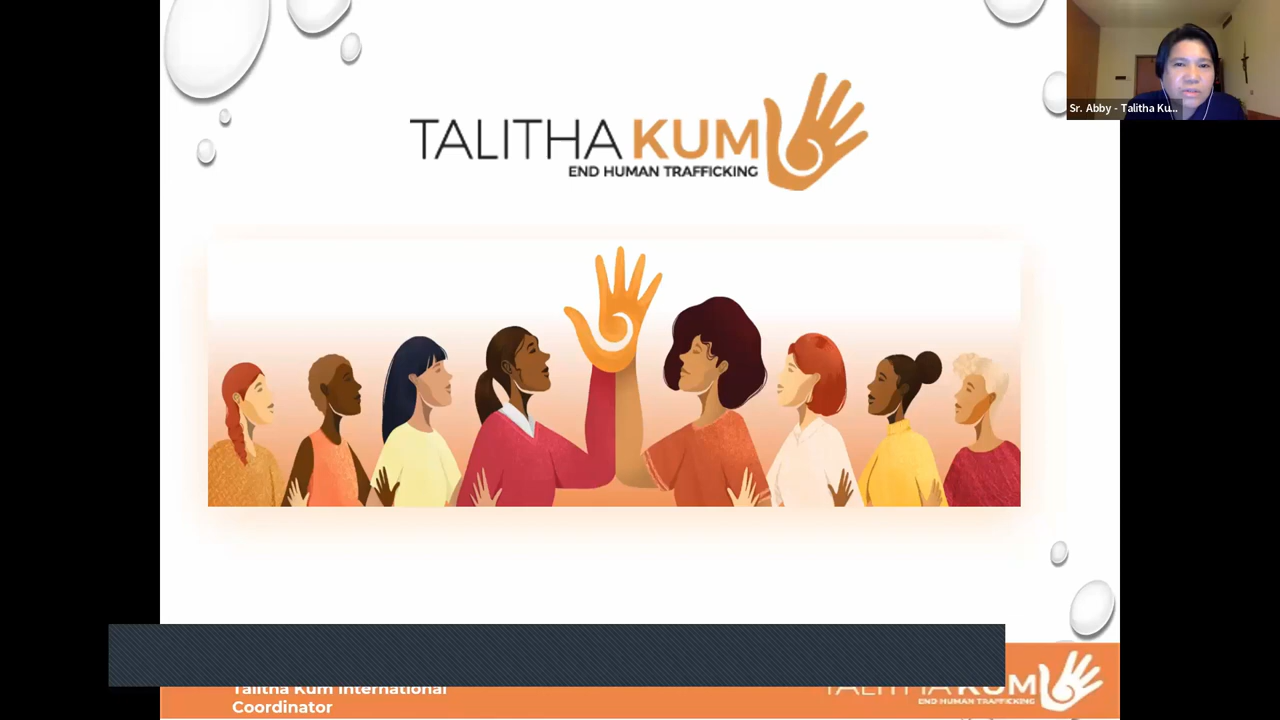 Sr. Abby - Talitha Ku...
TALITHA KUM
END HUMAN TRAFFICKING
Talitha Kum International
Coordinator
TALITHA KUM
END HUMAN TRAFFICKING